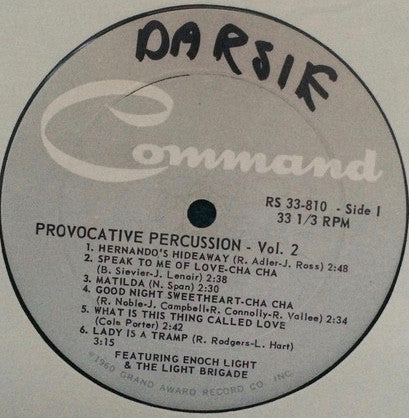 DARSIE
Command
RS 33-810 - Side 1
33 1/3 RPM
PROVOCATIVE PERCUSSION - Vol. 2
1. HERNANDO'S HIDEAWAY (R. Adler-J. Ross) 2:48
2. SPEAK TO ME OF LOVE-CHA CHA
(B. Sievier-J. Lenair) 2:38
3. MATILDA (N. Span) 2:30
4. GOOD NIGHT SWEETHEART-CHA CHA
(R. Noble-J. Campbell-R. Connolly-R. Vallee) 2:34
5. WHAT IS THIS THING CALLED LOVE
(Cole Porter) 2:42
6. LADY IS A TRAMP (R. Rodgers-L. Hart)
3:15
FEATURING ENOCH LIGHT
& THE LIGHT BRIGADE
©1960 GRAND AWARD RECORD CO. INC.